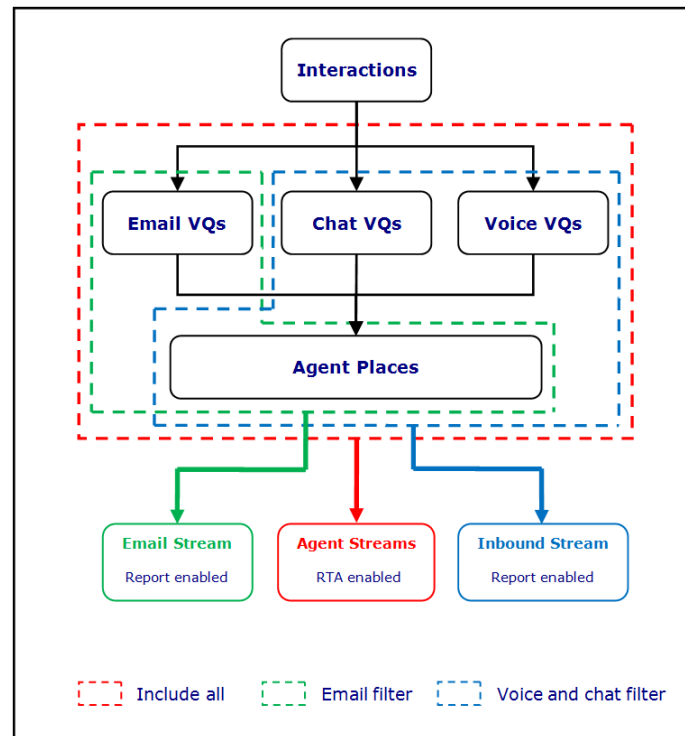 Interactions
Email VQs
Chat VQs
Voice VQs
Agent Places
Email Stream
Report enabled
Agent Streams
RTA enabled
Inbound Stream
Report enabled
Include all
Email filter
Voice and chat filter